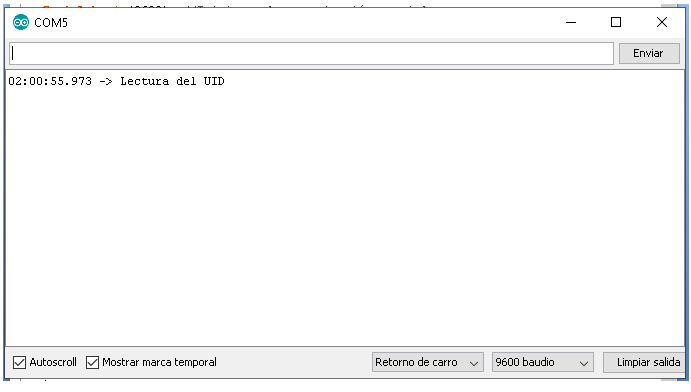 COM5
Enviar
02:00:55.973 -> Lectura del UID
Autoscroll Mostrar marca temporal Retorno de carro 9600 baudio Limpiar salida